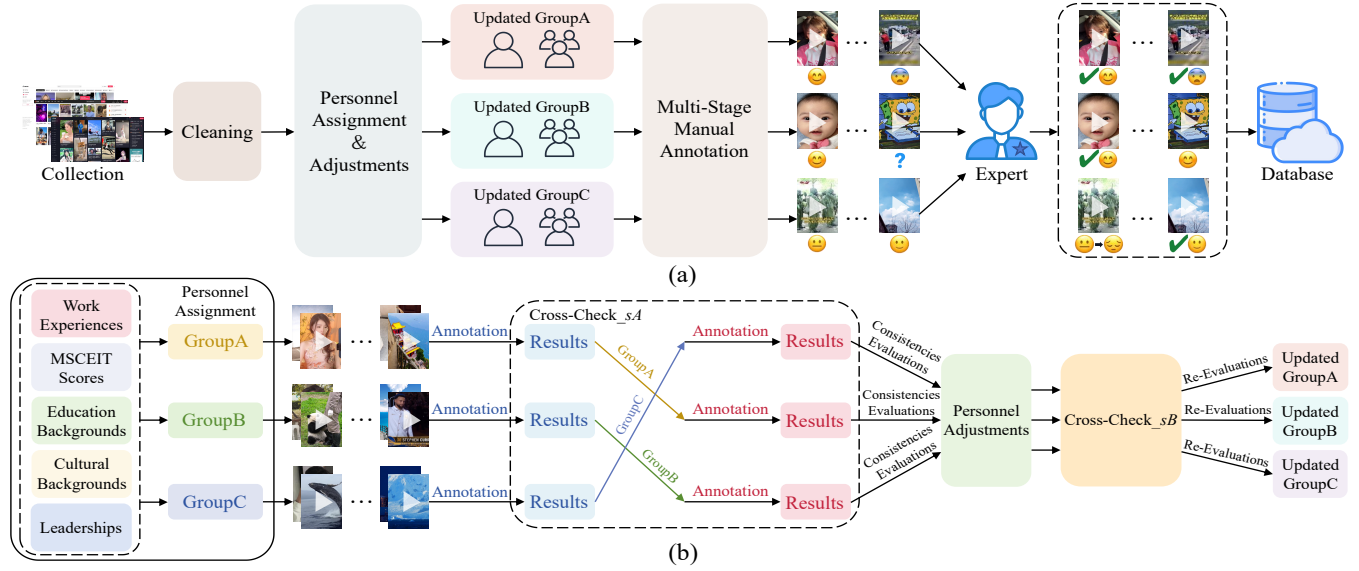 Collection
Cleaning
Personnel
Assignment
&
Adjustments
Updated GroupA
Updated GroupB
Updated GroupC
Multi-Stage
Manual
Annotation
?
Expert
Database
(a)
Work
Experiences
MSCEIT
Scores
Education
Backgrounds
Cultural
Backgrounds
Leaderships
Personnel
Assignment
GroupA
GroupB
GroupC
Annotation
Annotation
Annotation
Cross-Check_sA
Results
Results
Results
GroupA
GroupC
GroupB
Annotation
Annotation
Annotation
Results
Results
Results
Consistencies
Evaluations
Consistencies
Evaluations
Consistencies
Evaluations
Personnel
Adjustments
Cross-Check_sB
Re-Evaluations
Re-Evaluations
Re-Evaluations
Updated
GroupA
Updated
GroupB
Updated
GroupC
(b)